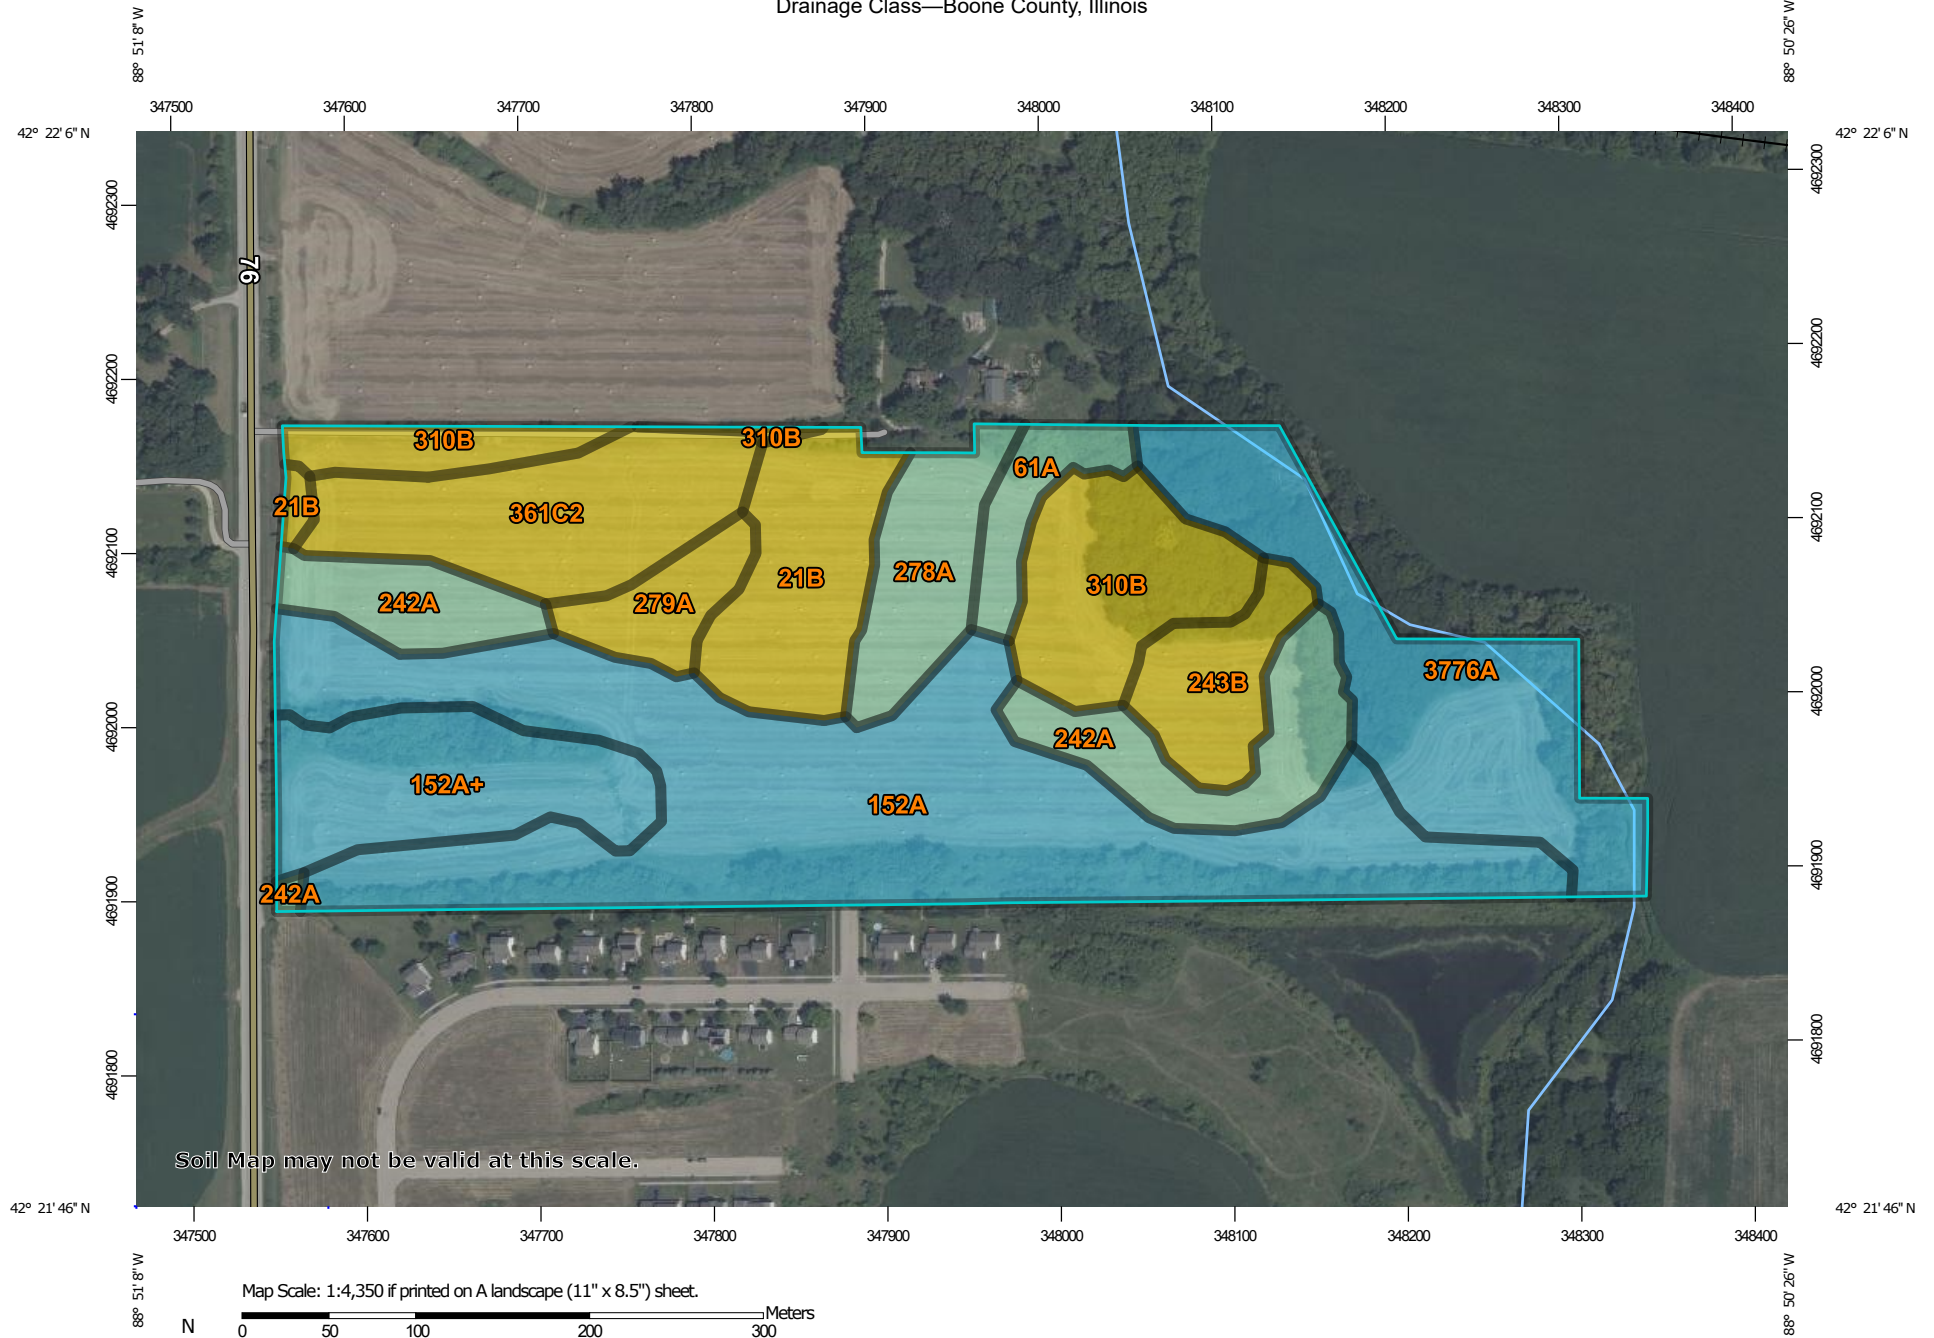 Drainage Class—Boone County, Illinois
88° 51' 8" W
88° 50' 26" W
347500 347600 347700 347800 347900 348000 348100 348200 348300 348400
42° 22' 6" N
42° 22' 6" N
4692300
4692300
76
4692200
4692200
310B
310B
61A
21B
361C2
4692100
4692100
278A
21B
310B
242A
279A
3776A
243B
4692000
4692000
242A
152A+
152A
242A
4691900
4691900
4691800
4691800
Soil Map may not be valid at this scale.
42° 21' 46" N
42° 21' 46" N
347500 347600 347700 347800 347900 348000 348100 348200 348300 348400
88° 51' 8" W
88° 50' 26" W
Map Scale: 1:4,350 if printed on A landscape (11" x 8.5") sheet.
Meters
N
0 50 100 200 300